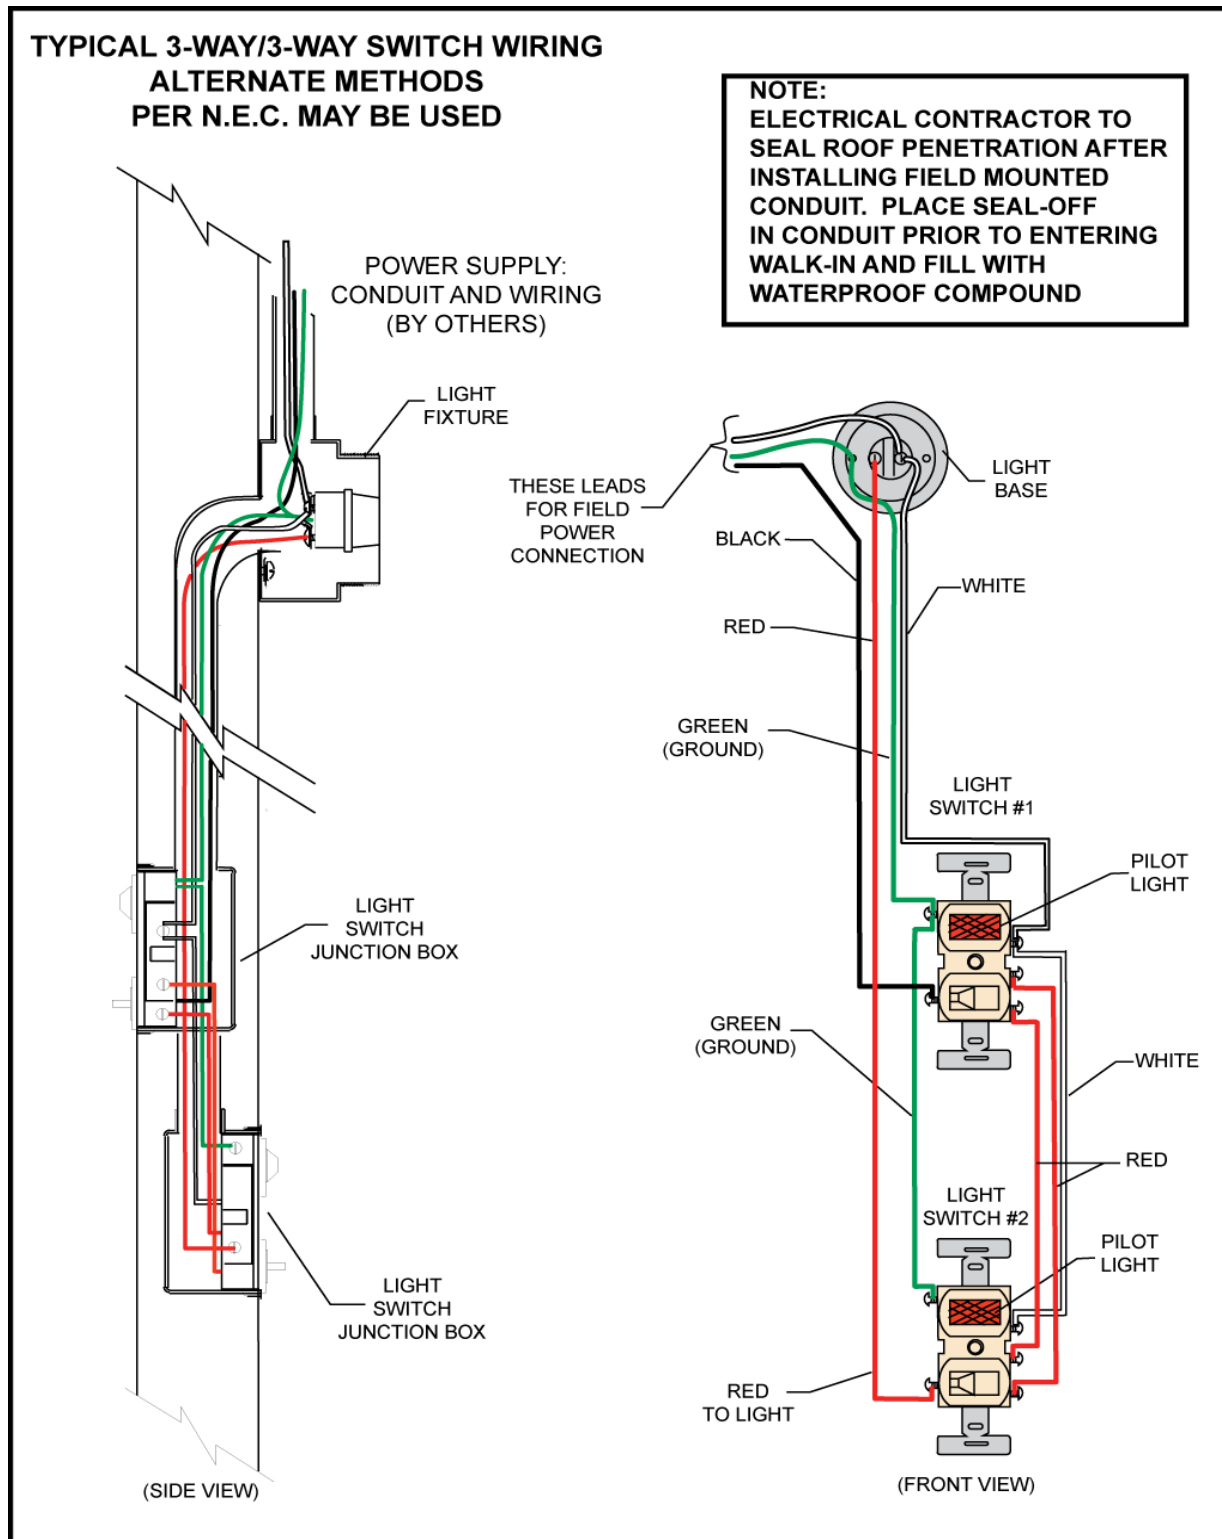 TYPICAL 3-WAY/3-WAY SWITCH WIRING
ALTERNATE METHODS
PER N.E.C. MAY BE USED
NOTE:
ELECTRICAL CONTRACTOR TO
SEAL ROOF PENETRATION AFTER
INSTALLING FIELD MOUNTED
CONDUIT. PLACE SEAL-OFF
IN CONDUIT PRIOR TO ENTERING
WALK-IN AND FILL WITH
WATERPROOF COMPOUND
POWER SUPPLY:
CONDUIT AND WIRING
(BY OTHERS)
LIGHT
FIXTURE
THESE LEADS
FOR FIELD
POWER
CONNECTION
LIGHT
BASE
BLACK
WHITE
RED
GREEN
(GROUND)
LIGHT
SWITCH #1
PILOT
LIGHT
LIGHT
SWITCH
JUNCTION BOX
GREEN
(GROUND)
WHITE
RED
LIGHT
SWITCH #2
PILOT
LIGHT
LIGHT
SWITCH
JUNCTION BOX
RED
TO LIGHT
(SIDE VIEW)
(FRONT VIEW)